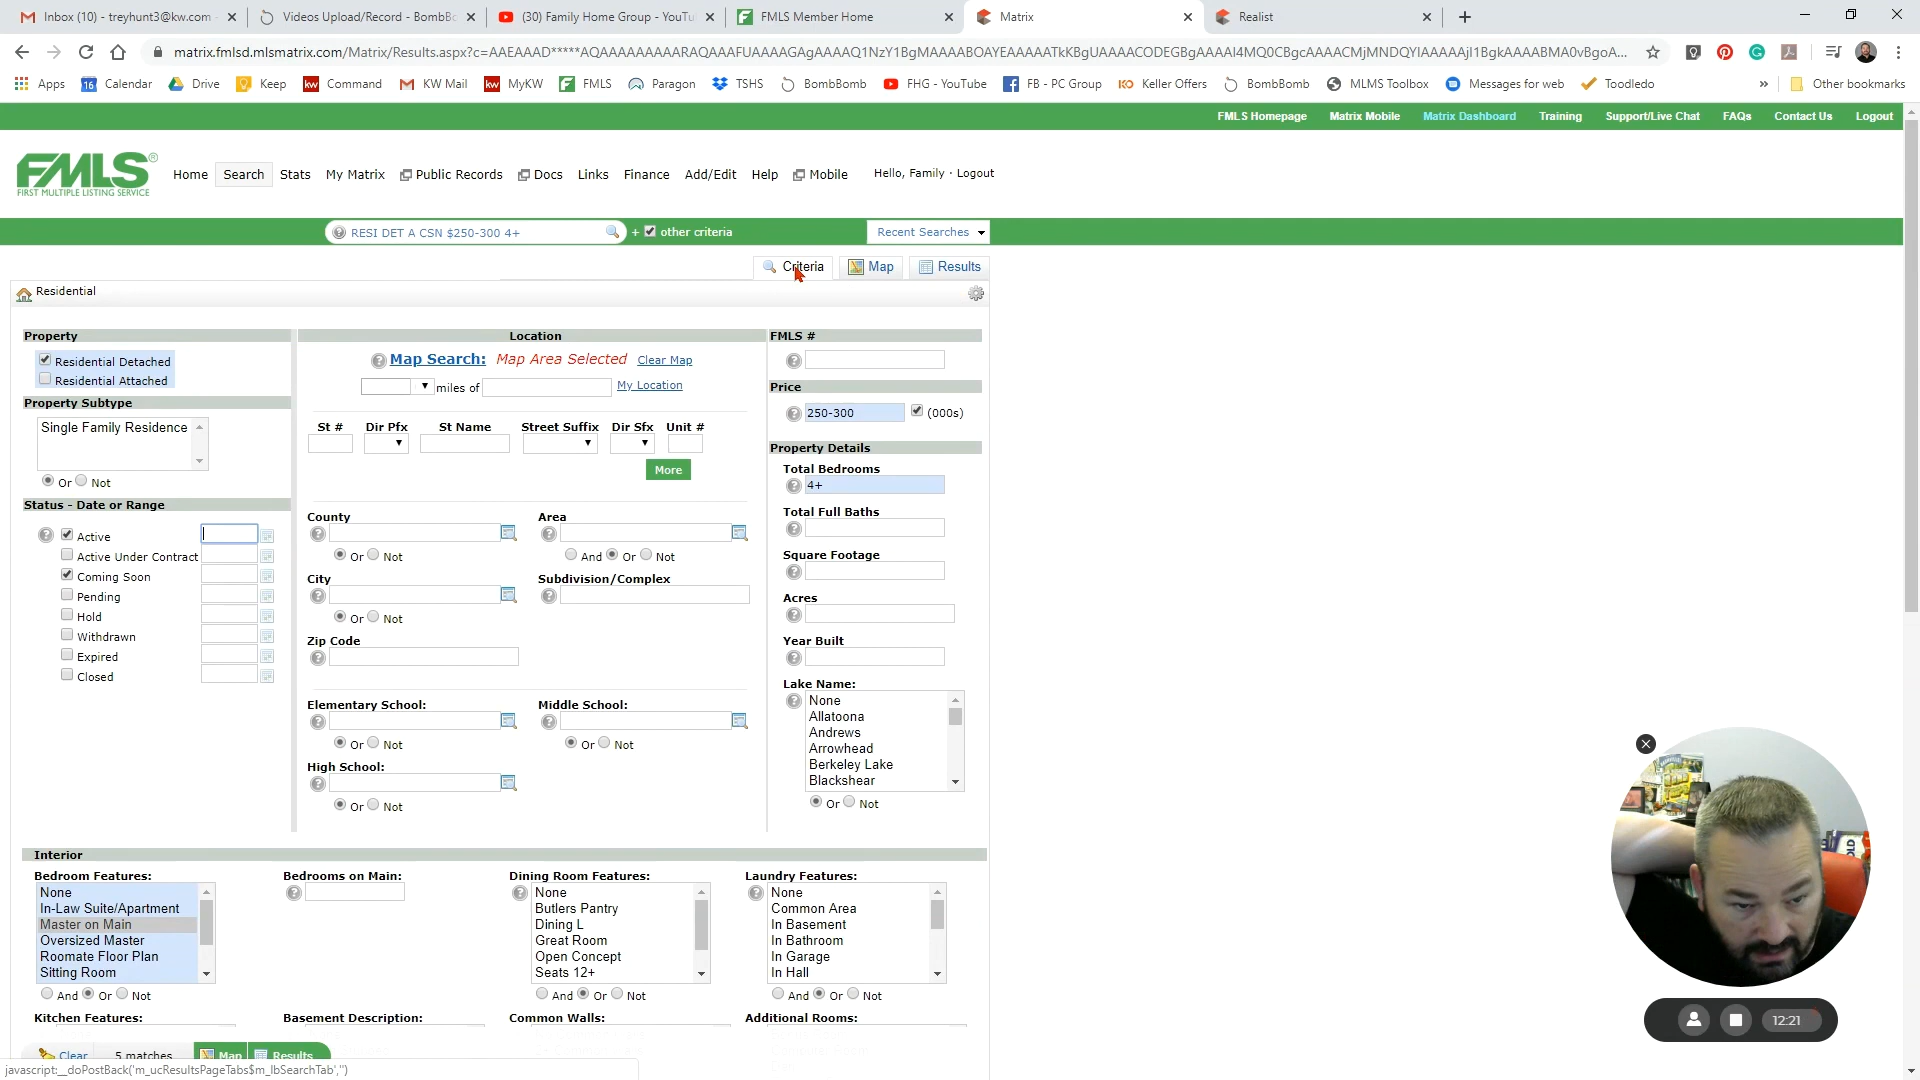 Inbox (10) - treyhunt3@kw.com -
Videos Upload/Record - BombBo
(30) Family Home Group - YouTu
FMLS Member Home
Matrix
Realist
matrix.fmlsd.mlsmatrix.com/Matrix/Results.aspx?c=AAEAAAD*****AQAAAAAAAAARAQAAAFUAAAAGAgAAAAQ1NzY1BgMAAAABOAYEAAAAATkKBgUAAAACODEGBgAAAAI4MQ0CBgcAAAACMjMNDQYIAAAAAjI1BgkAAAABMA0vBgoA...
Apps
Calendar
Drive
Keep
Command
KW Mail
MyKW
FMLS
Paragon
TSHS
BombBomb
FHG - YouTube
FB - PC Group
Keller Offers
BombBomb
MLMS Toolbox
Messages for web
Toodledo
»
Other bookmarks
FMLS Homepage
Matrix Mobile
Matrix Dashboard
Training
Support/Live Chat
FAQs
Contact Us
Logout
FMLS®
FIRST MULTIPLE LISTING SERVICE
Home
Search
Stats
My Matrix
Public Records
Docs
Links
Finance
Add/Edit
Help
Mobile
Hello, Family · Logout
RESI DET A CSN $250-300 4+
+ other criteria
Recent Searches
Criteria
Map
Results
Residential
Property
Residential Detached
Residential Attached
Property Subtype
Single Family Residence
Or Not
Status - Date or Range
Active
Active Under Contract
Coming Soon
Pending
Hold
Withdrawn
Expired
Closed
Location
Map Search: Map Area Selected Clear Map
miles of
My Location
St # Dir Pfx St Name Street Suffix Dir Sfx Unit #
More
County
Or Not
Area
And Or Not
City
Or Not
Subdivision/Complex
Zip Code
Elementary School:
Or Not
Middle School:
Or Not
High School:
Or Not
FMLS #
Price
250-300
(000s)
Property Details
Total Bedrooms
4+
Total Full Baths
Square Footage
Acres
Year Built
Lake Name:
None
Allatoona
Andrews
Arrowhead
Berkeley Lake
Blackshear
Or Not
Interior
Bedroom Features:
None
In-Law Suite/Apartment
Master on Main
Oversized Master
Roomate Floor Plan
Sitting Room
And Or Not
Bedrooms on Main:
Dining Room Features:
None
Butlers Pantry
Dining L
Great Room
Open Concept
Seats 12+
And Or Not
Laundry Features:
None
Common Area
In Basement
In Bathroom
In Garage
In Hall
And Or Not
Kitchen Features:
Basement Description:
Common Walls:
Additional Rooms:
Clear
5 matches
Map
Results
javascript:__doPostBack('m_ucResultsPageTabs$m_lbSearchTab','')
12:21